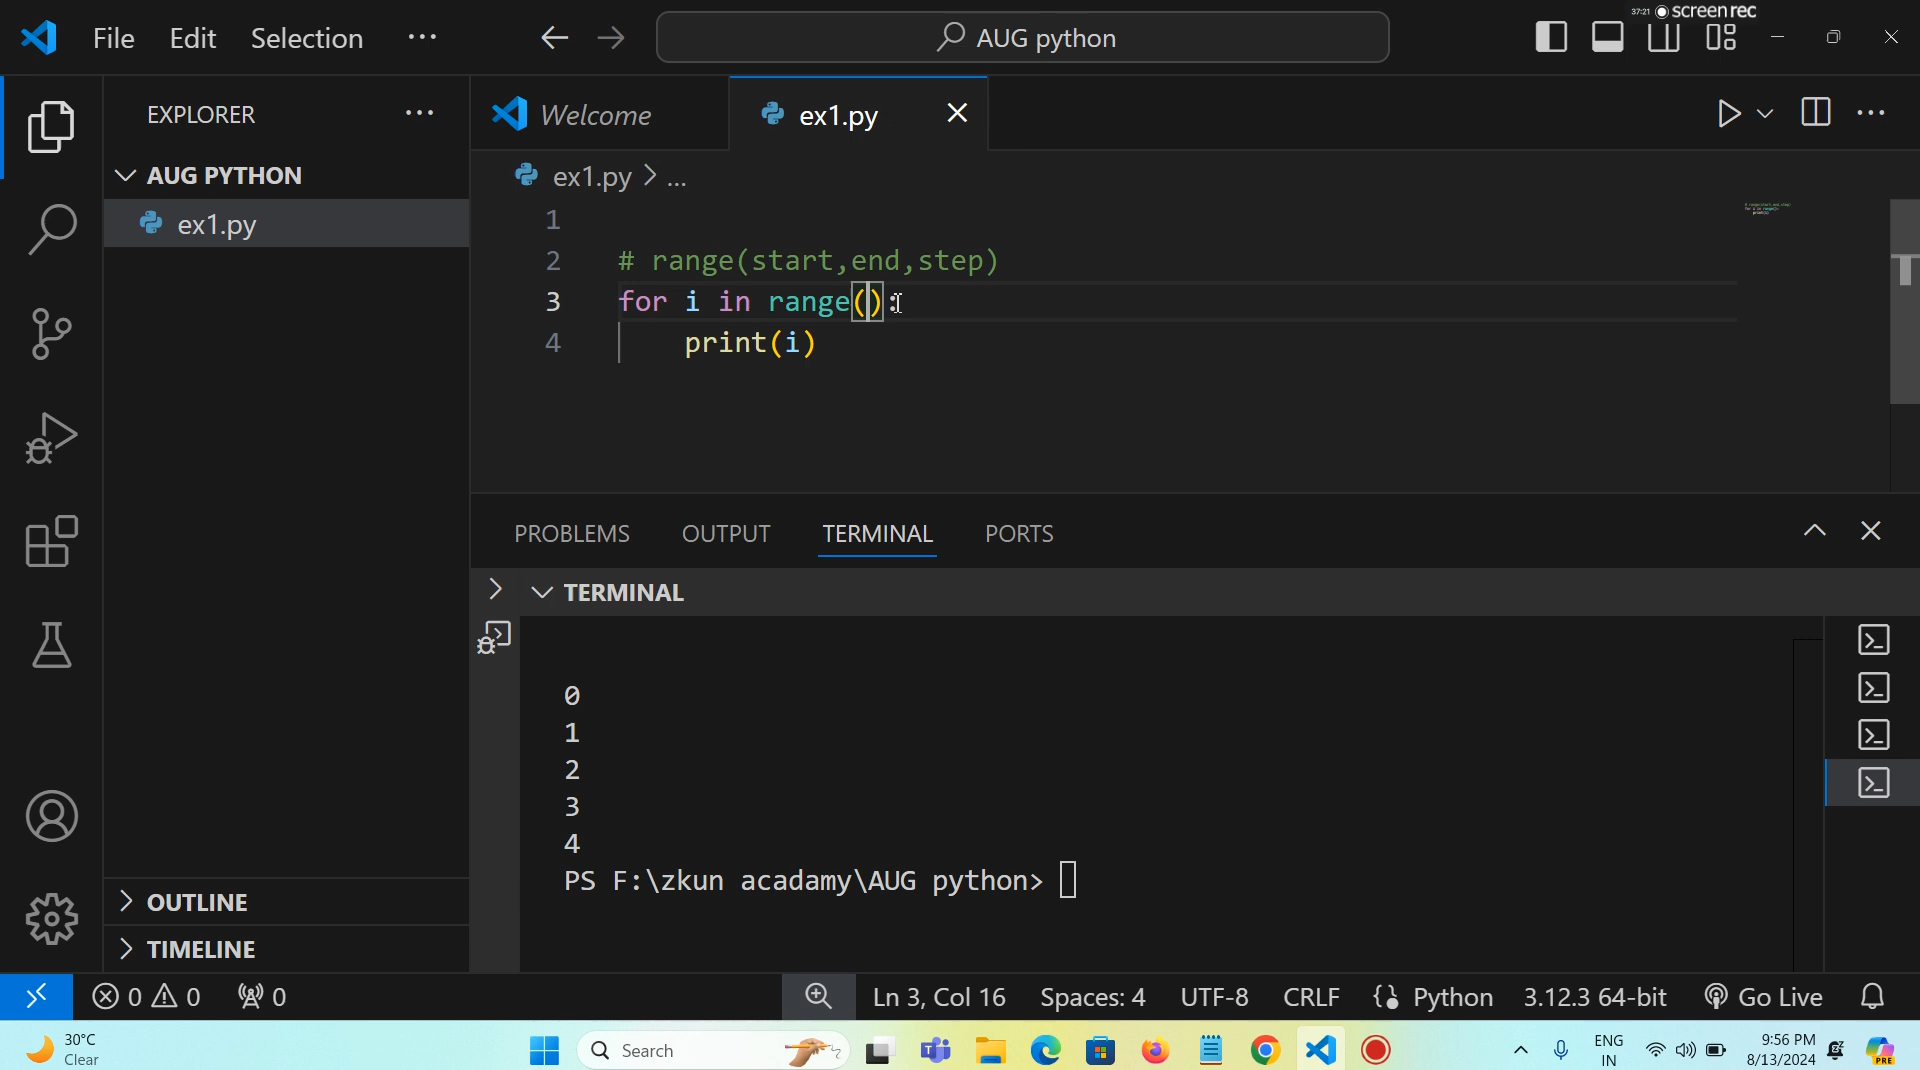 37:21 screenrec
File Edit Selection ... AUG python
EXPLORER ...
Welcome ex1.py
AUG PYTHON
ex1.py > ...
ex1.py
1
2 # range(start,end,step)
3 for i in range():
4 print(i)
PROBLEMS OUTPUT TERMINAL PORTS
TERMINAL
0
1
2
3
4
PS F:\zkun acadamy\AUG python>
OUTLINE
TIMELINE
0 0 0 Ln 3, Col 16 Spaces: 4 UTF-8 CRLF Python 3.12.3 64-bit Go Live
30°C
Clear
Search
ENG
IN
9:56 PM
8/13/2024
PRE